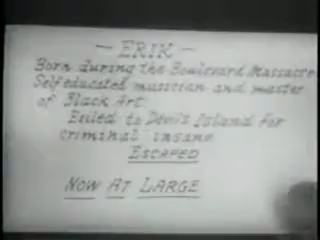 — ERIK —
Born during the Boulevard Massacre
Self educated musician and master
of Black Art
Exiled to Devil's Island for
criminal insane
ESCAPED
NOW AT LARGE